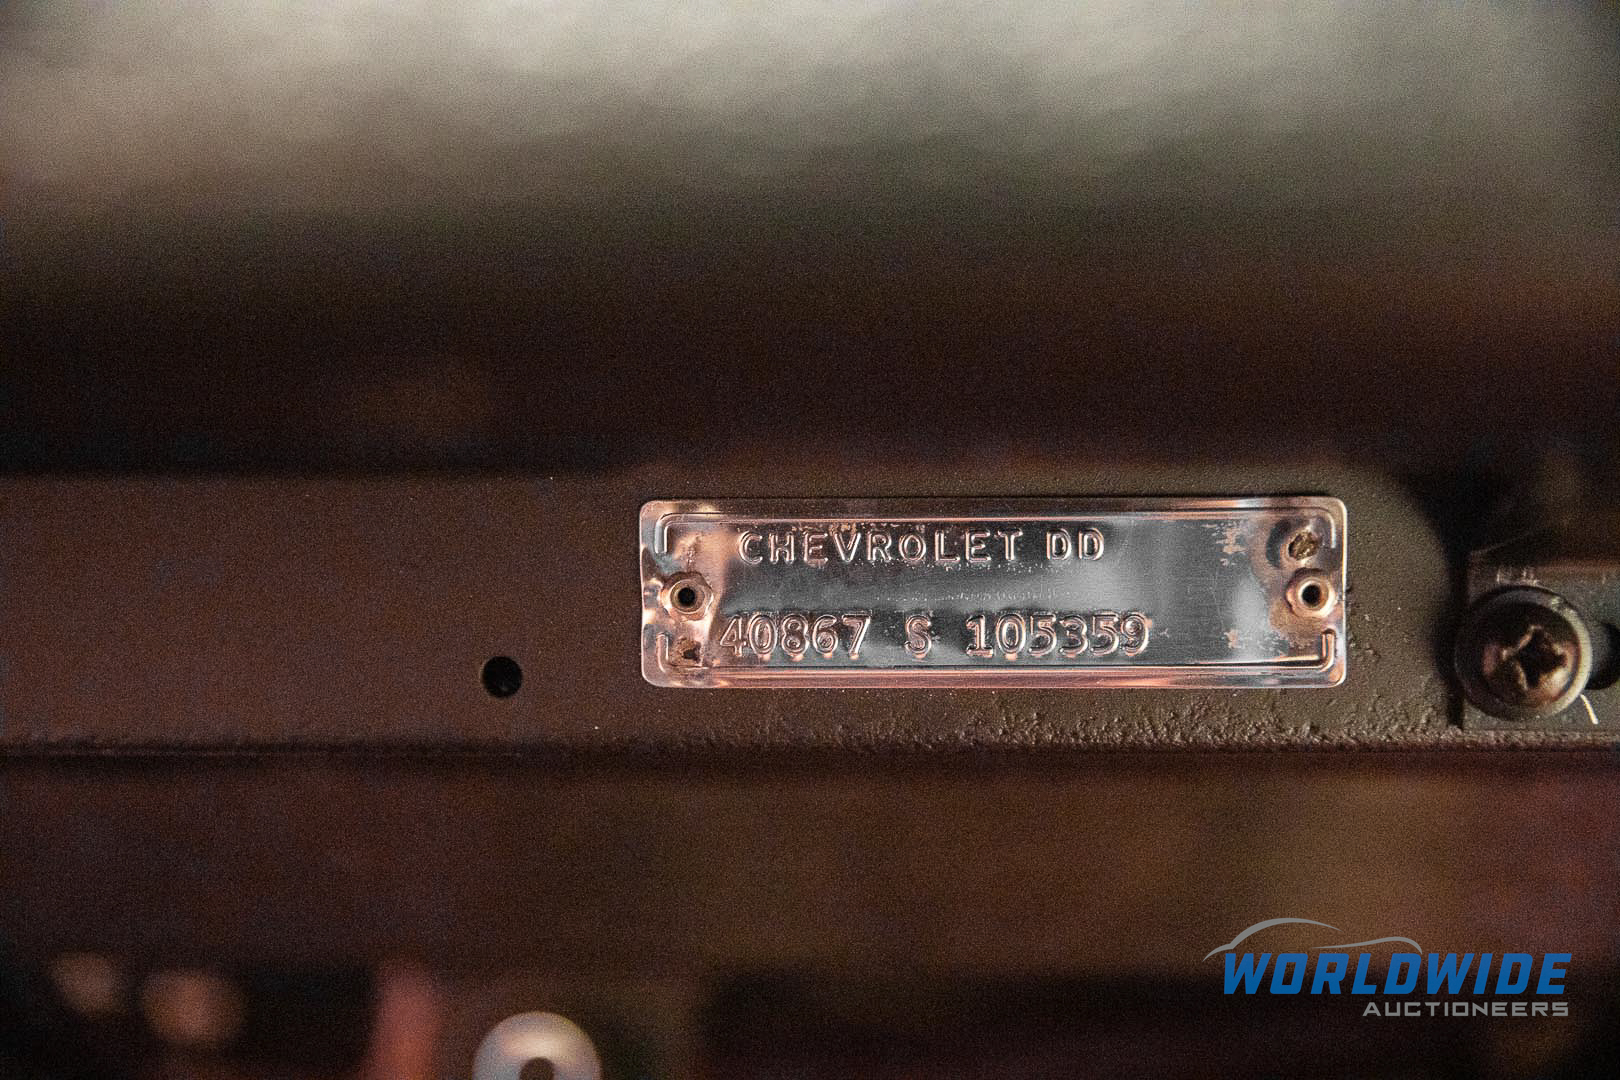 CHEVROLET DD
40867 S 105359
WORLDWIDE
AUCTIONEERS